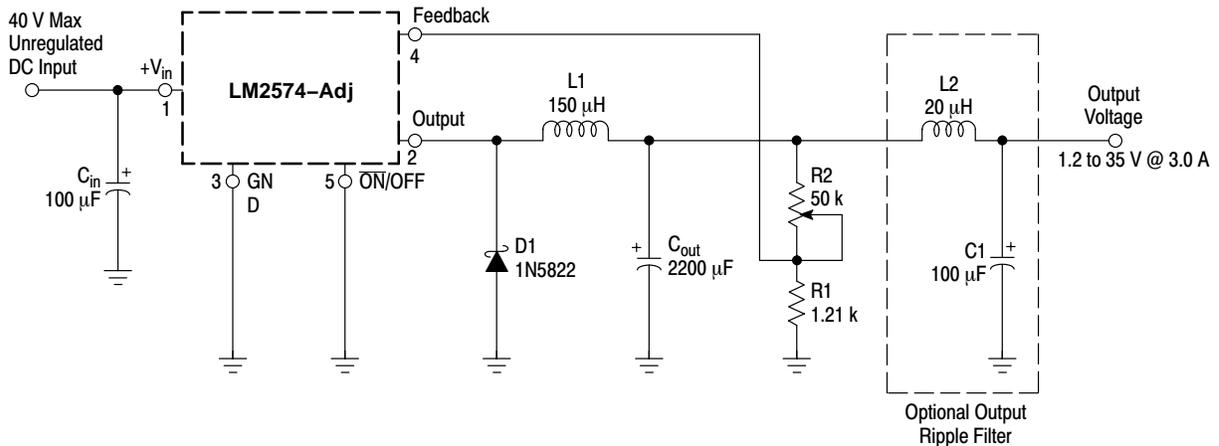 40 V Max
Unregulated
DC Input
+Vin
1
LM2574–Adj
Feedback
4
Output
2
3
GN
D
5
ON/OFF
Cin
100 µF
+
L1
150 µH
D1
1N5822
+
Cout
2200 µF
R2
50 k
R1
1.21 k
L2
20 µH
C1
100 µF
+
Output
Voltage
1.2 to 35 V @ 3.0 A
Optional Output
Ripple Filter